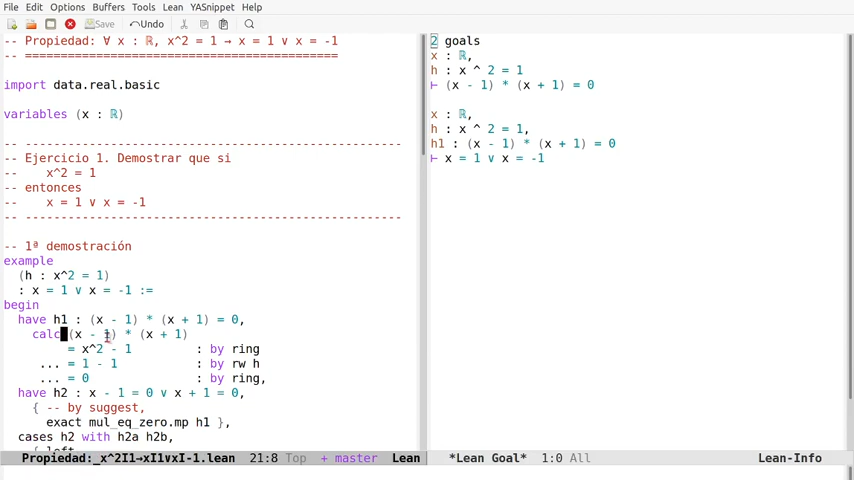 File Edit Options Buffers Tools Lean YASnippet Help
Save Undo
-- Propiedad: ∀ x : ℝ, x^2 = 1 → x = 1 ∨ x = -1
-- ============================================
import data.real.basic
variables (x : ℝ)
-- -----------------------------------------------------
-- Ejercicio 1. Demostrar que si
--    x^2 = 1
-- entonces
--    x = 1 ∨ x = -1
-- -----------------------------------------------------
-- 1ª demostración
example
  (h : x^2 = 1)
  : x = 1 ∨ x = -1 :=
begin
  have h1 : (x - 1) * (x + 1) = 0,
    calc (x - 1) * (x + 1)
         = x^2 - 1         : by ring
     ... = 1 - 1           : by rw h
     ... = 0               : by ring,
  have h2 : x - 1 = 0 ∨ x + 1 = 0,
    { -- by suggest,
      exact mul_eq_zero.mp h1 },
  cases h2 with h2a h2b,
    { left,
Propiedad:_x^2I1→xI1∨xI-1.lean 21:8 Top + master Lean
2 goals
x : ℝ,
h : x ^ 2 = 1
⊢ (x - 1) * (x + 1) = 0
x : ℝ,
h : x ^ 2 = 1,
h1 : (x - 1) * (x + 1) = 0
⊢ x = 1 ∨ x = -1
*Lean Goal* 1:0 All Lean-Info